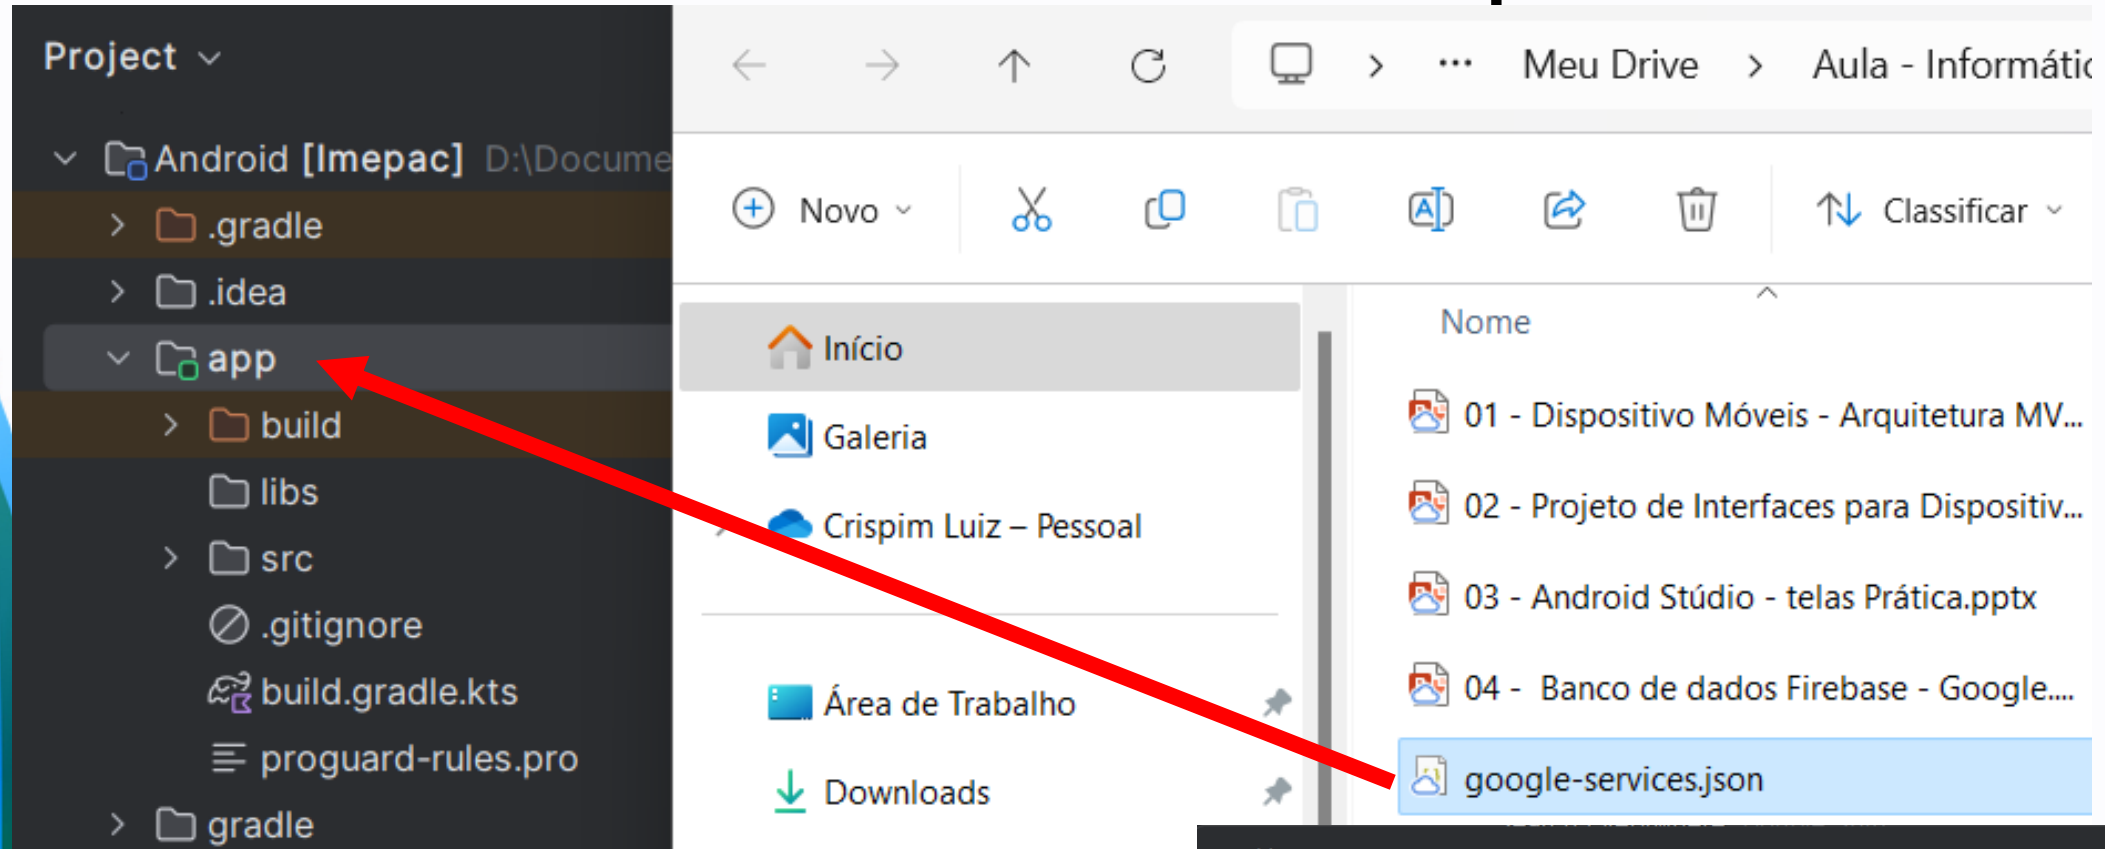 Project
Android [Imepac] D:\Docume
.gradle
.idea
app
build
libs
src
.gitignore
build.gradle.kts
proguard-rules.pro
gradle
... Meu Drive > Aula - Informátic
Novo
Classificar
Início
Galeria
Crispim Luiz – Pessoal
Área de Trabalho
Downloads
Nome
01 - Dispositivo Móveis - Arquitetura MV...
02 - Projeto de Interfaces para Dispositiv...
03 - Android Stúdio - telas Prática.pptx
04 - Banco de dados Firebase - Google....
google-services.json